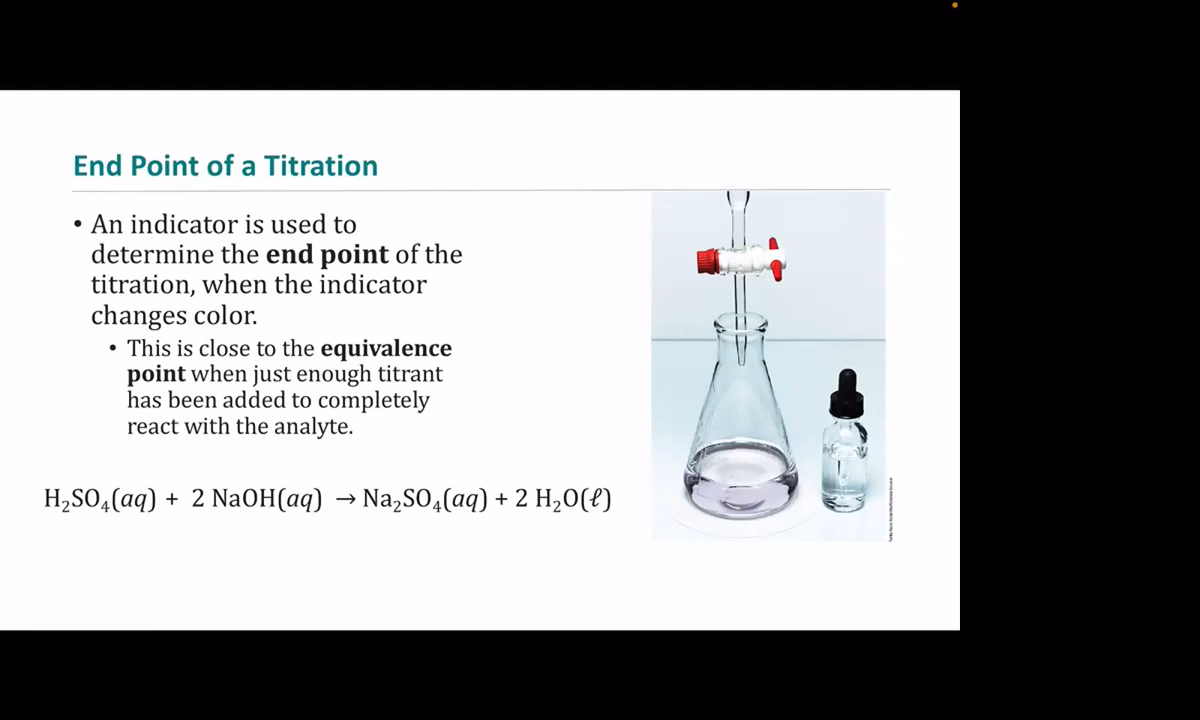 End Point of a Titration
• An indicator is used to
determine the end point of the
titration, when the indicator
changes color.
• This is close to the equivalence
point when just enough titrant
has been added to completely
react with the analyte.
H₂SO₄(aq) + 2 NaOH(aq) → Na₂SO₄(aq) + 2 H₂O(ℓ)